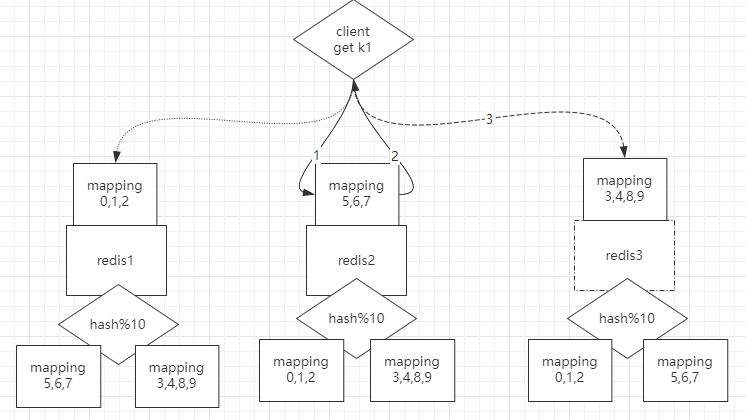 client
get k1
3
1
2
mapping
0,1,2
mapping
5,6,7
mapping
3,4,8,9
redis1
redis2
redis3
hash%10
hash%10
hash%10
mapping
5,6,7
mapping
3,4,8,9
mapping
0,1,2
mapping
3,4,8,9
mapping
0,1,2
mapping
5,6,7